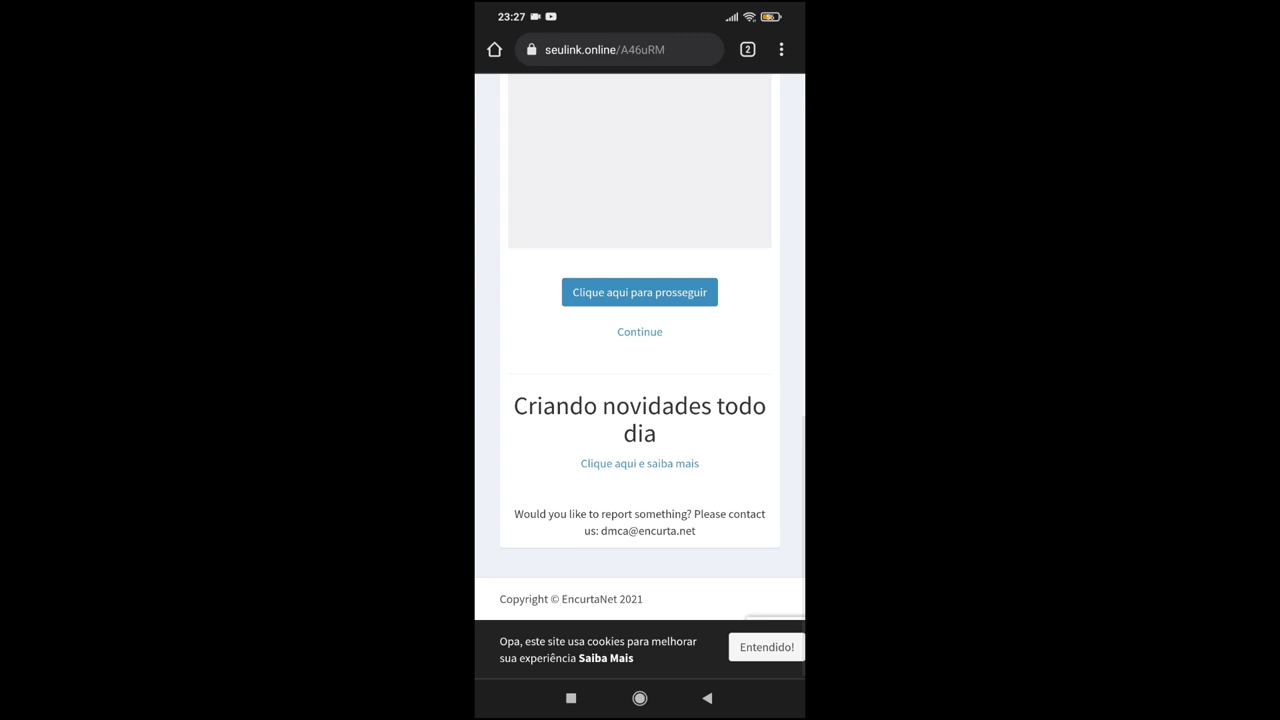 23:27
seulink.online/A46uRM
2
Clique aqui para prosseguir
Continue
Criando novidades todo
dia
Clique aqui e saiba mais
Would you like to report something? Please contact
us: dmca@encurta.net
Copyright © EncurtaNet 2021
Opa, este site usa cookies para melhorar
sua experiência Saiba Mais
Entendido!